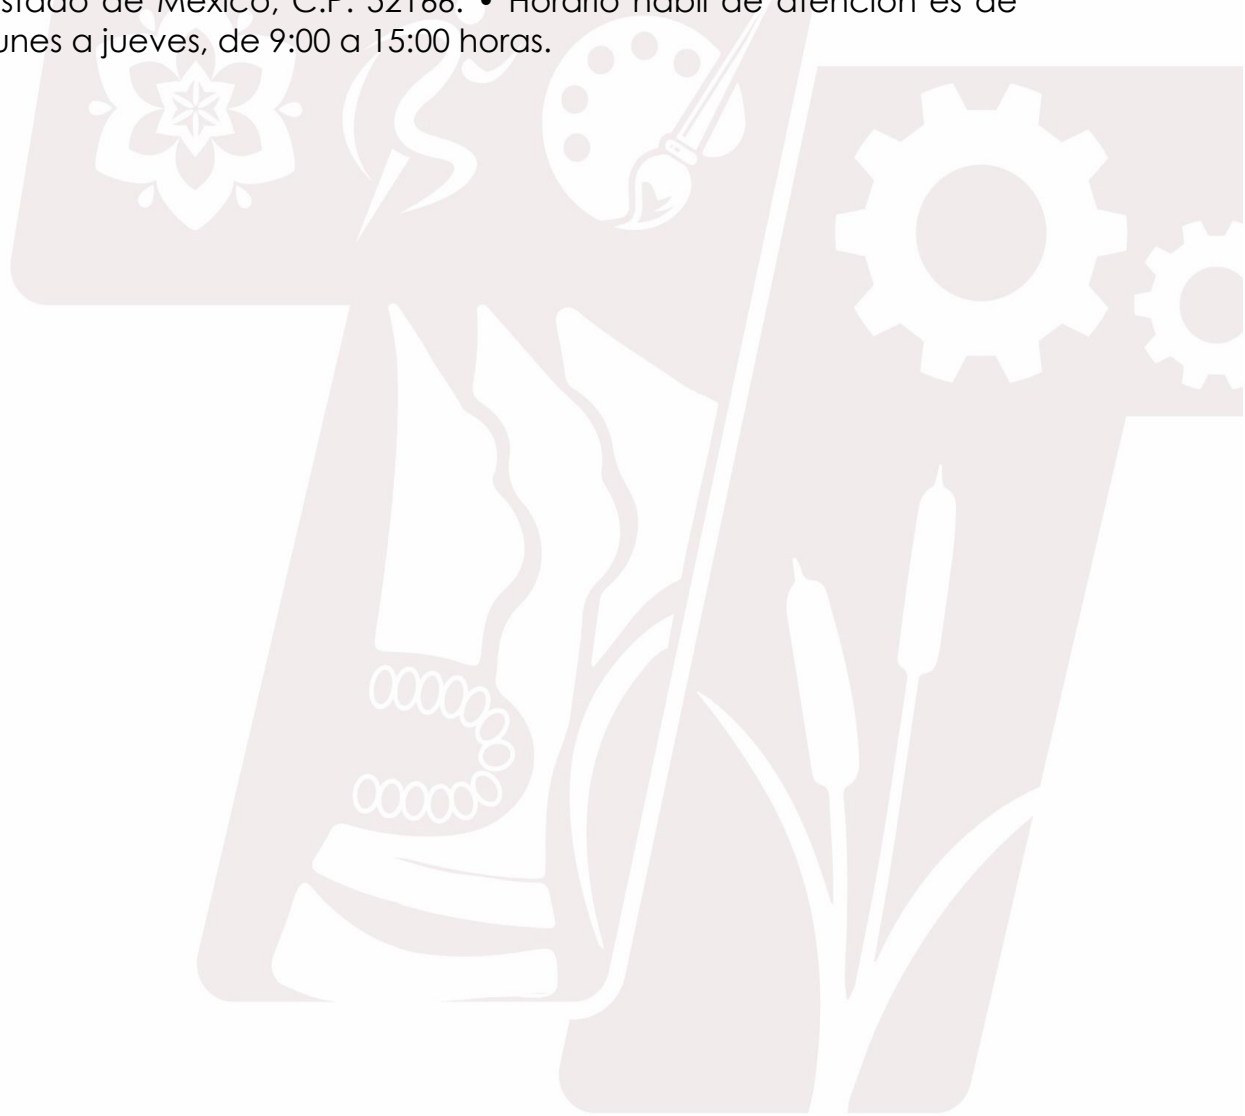 stado de México, C.P. 52166. • Horario hábil de atención es de
unes a jueves, de 9:00 a 15:00 horas.